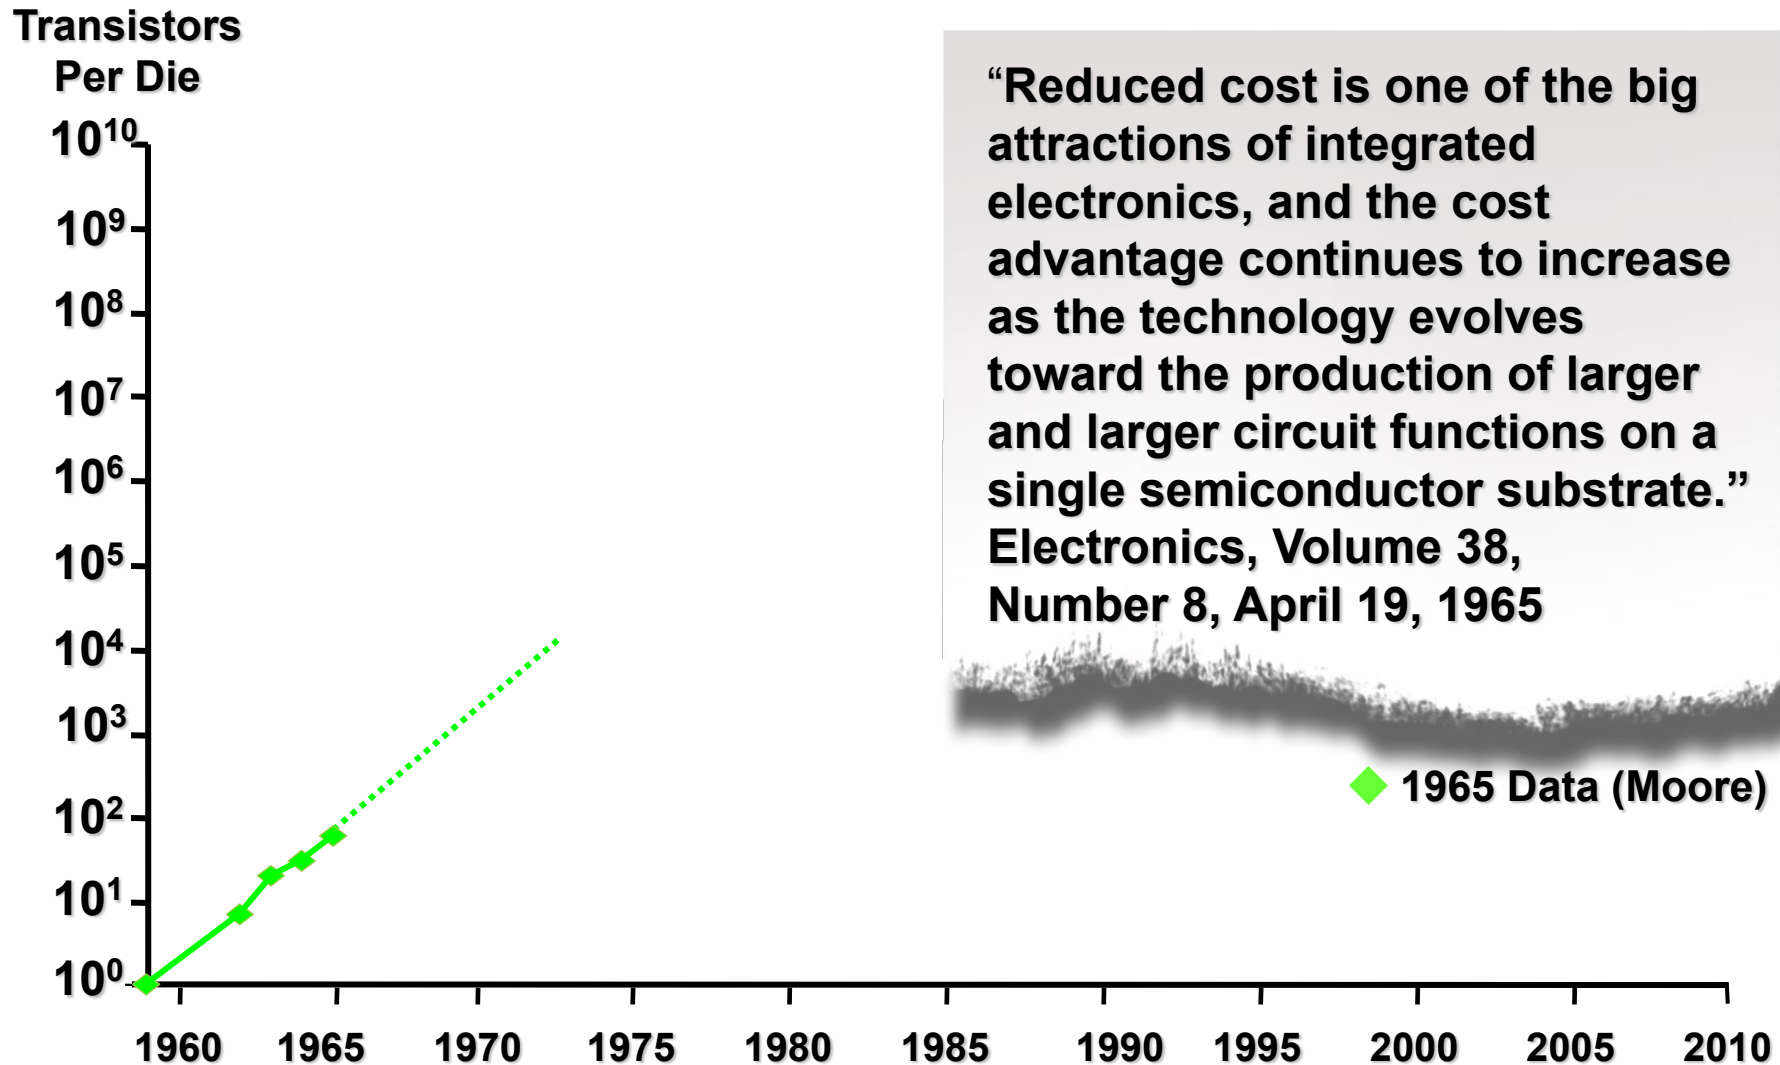 Transistors
Per Die
10¹⁰
10⁹
10⁸
10⁷
10⁶
10⁵
10⁴
10³
10²
10¹
10⁰
1960 1965 1970 1975 1980 1985 1990 1995 2000 2005 2010
“Reduced cost is one of the big
attractions of integrated
electronics, and the cost
advantage continues to increase
as the technology evolves
toward the production of larger
and larger circuit functions on a
single semiconductor substrate.”
Electronics, Volume 38,
Number 8, April 19, 1965
1965 Data (Moore)